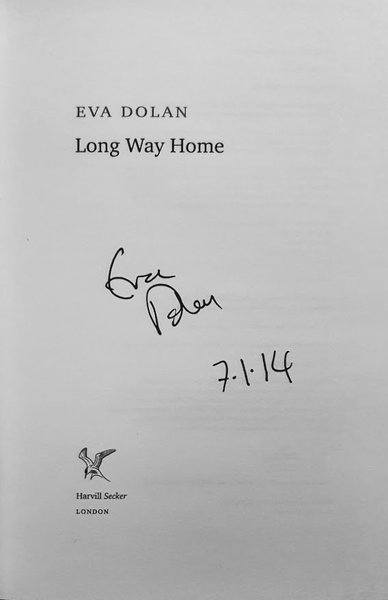 EVA DOLAN
Long Way Home
Eva
Dolan
7.1.14
Harvill Secker
LONDON